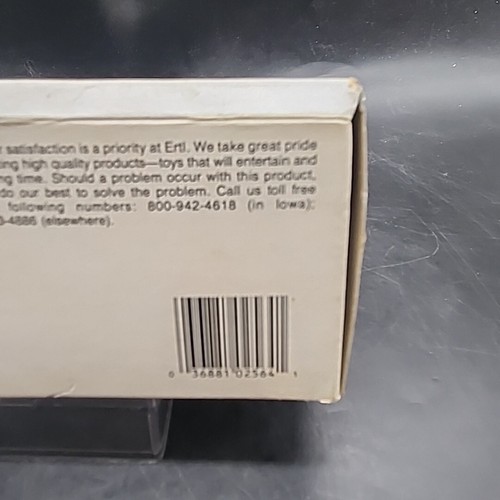 satisfaction is a priority at Ertl. We take great pride
ing high quality products—toys that will entertain and
ng time. Should a problem occur with this product,
do our best to solve the problem. Call us toll free
following numbers: 800-942-4618 (in Iowa);
-4886 (elsewhere).
0 36881 02564 1